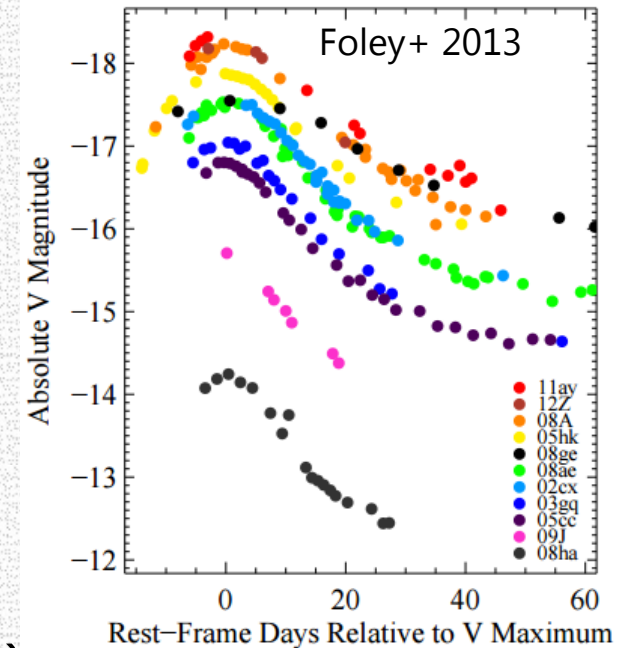 Foley+ 2013
Absolute V Magnitude
−18
−17
−16
−15
−14
−13
−12
11ay
12Z
08A
05hk
08ge
08ae
02cx
03gq
05cc
09J
08ha
0 20 40 60
Rest−Frame Days Relative to V Maximum